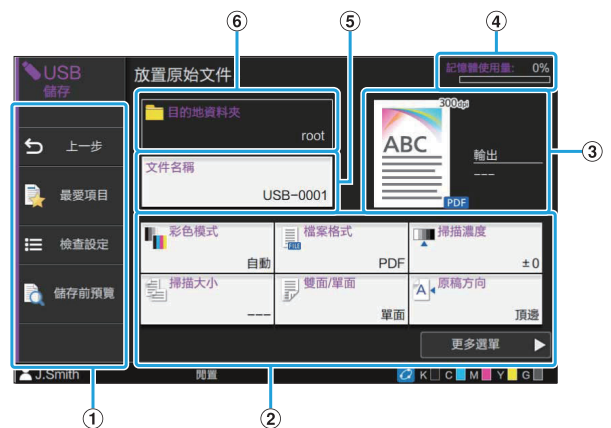 ⑥
⑤
④
USB
儲存
放置原始文件
記憶體使用量: 0%
目的地資料夾
root
文件名稱
USB-0001
300dpi
ABC
PDF
輸出
---
③
上一步
最愛項目
檢查設定
儲存前預覽
彩色模式
自動
檔案格式
FILE
PDF
掃描濃度
±0
掃描大小
---
雙面/單面
單面
A
原稿方向
頂邊
更多選單
J.Smith
閒置
K C M Y G
①
②